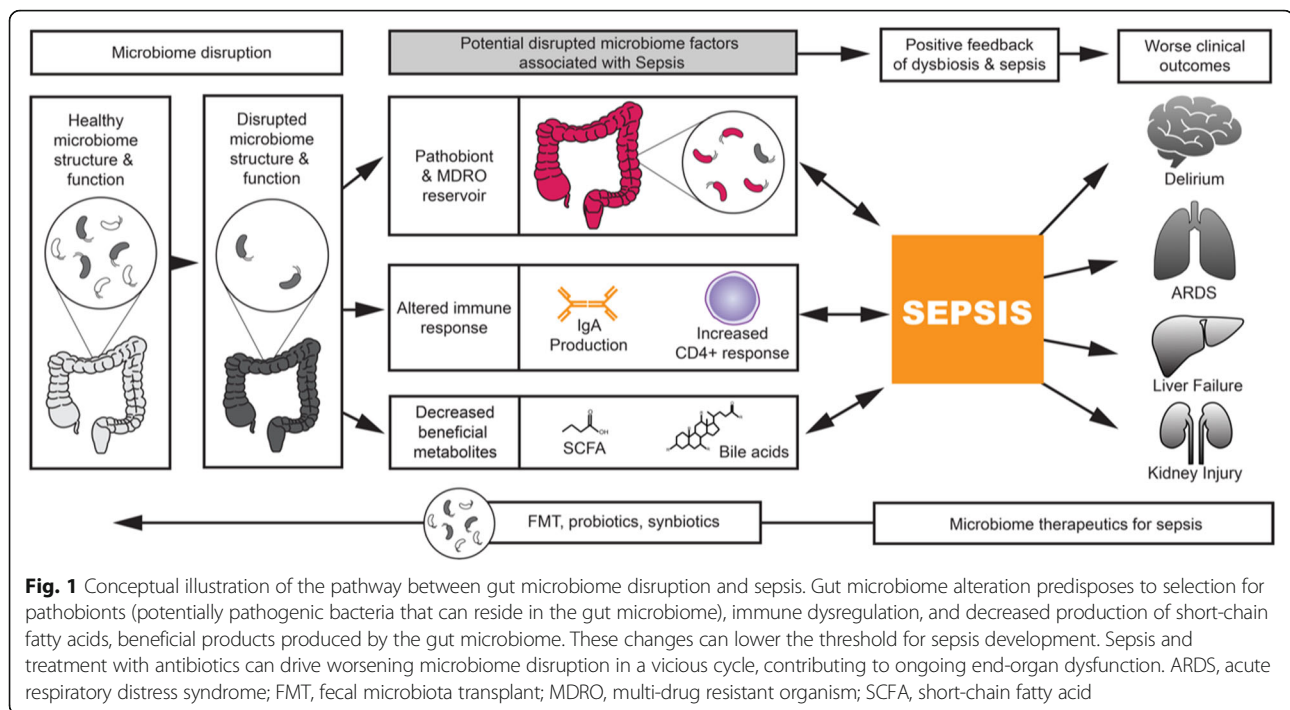 Microbiome disruption
Potential disrupted microbiome factors
associated with Sepsis
Positive feedback
of dysbiosis & sepsis
Worse clinical
outcomes
Healthy
microbiome
structure &
function
Disrupted
microbiome
structure &
function
Pathobiont
& MDRO
reservoir
Altered immune
response
IgA
Production
Increased
CD4+ response
Decreased
beneficial
metabolites
O
OH
SCFA
Bile acids
SEPSIS
Delirium
ARDS
Liver Failure
Kidney Injury
FMT, probiotics, synbiotics
Microbiome therapeutics for sepsis
Fig. 1 Conceptual illustration of the pathway between gut microbiome disruption and sepsis. Gut microbiome alteration predisposes to selection for
pathobionts (potentially pathogenic bacteria that can reside in the gut microbiome), immune dysregulation, and decreased production of short-chain
fatty acids, beneficial products produced by the gut microbiome. These changes can lower the threshold for sepsis development. Sepsis and
treatment with antibiotics can drive worsening microbiome disruption in a vicious cycle, contributing to ongoing end-organ dysfunction. ARDS, acute
respiratory distress syndrome; FMT, fecal microbiota transplant; MDRO, multi-drug resistant organism; SCFA, short-chain fatty acid